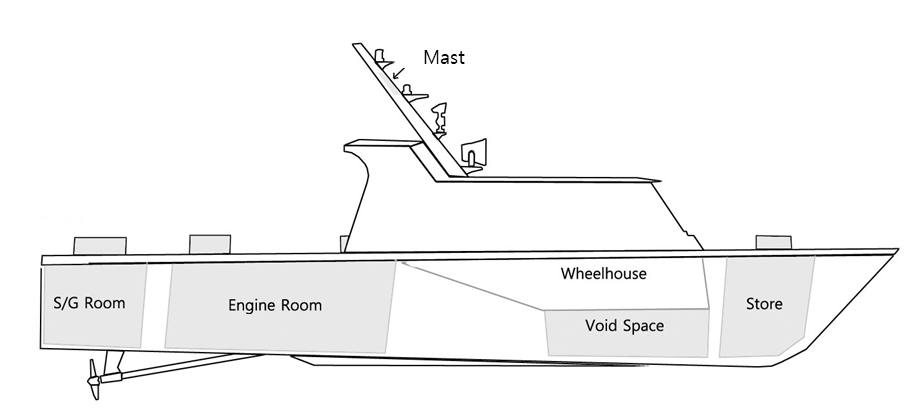 Mast
Wheelhouse
S/G Room
Engine Room
Void Space
Store